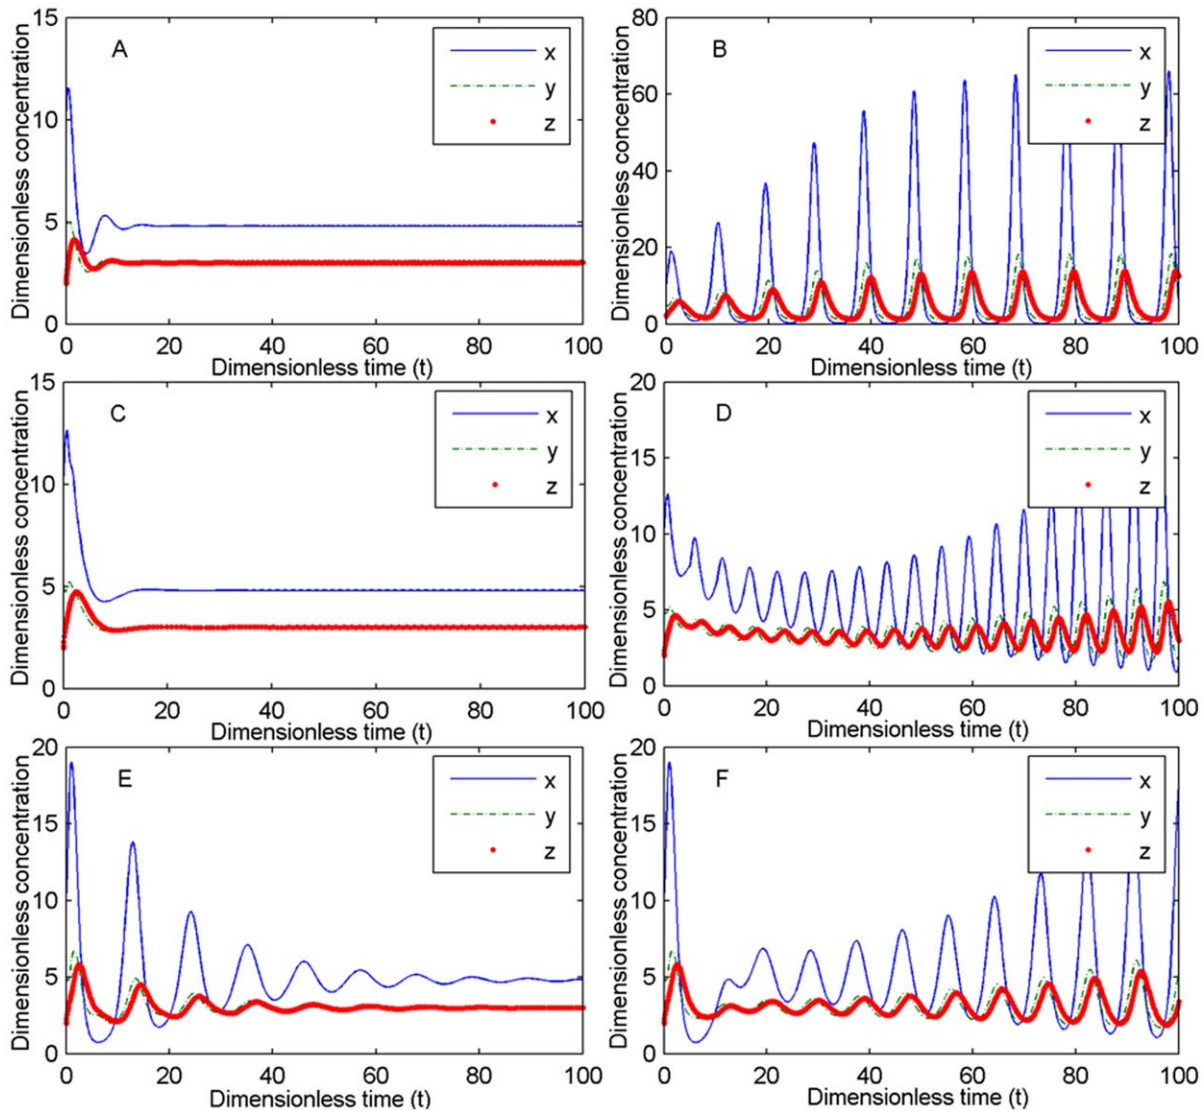 A
x
y
z
15
10
5
0
0 20 40 60 80 100
Dimensionless time (t)
Dimensionless concentration
B
x
y
z
80
60
40
20
0
0 20 40 60 80 100
Dimensionless time (t)
Dimensionless concentration
C
x
y
z
15
10
5
0
0 20 40 60 80 100
Dimensionless time (t)
Dimensionless concentration
D
x
y
z
20
15
10
5
0
0 20 40 60 80 100
Dimensionless time (t)
Dimensionless concentration
E
x
y
z
20
15
10
5
0
0 20 40 60 80 100
Dimensionless time (t)
Dimensionless concentration
F
x
y
z
20
15
10
5
0
0 20 40 60 80 100
Dimensionless time (t)
Dimensionless concentration